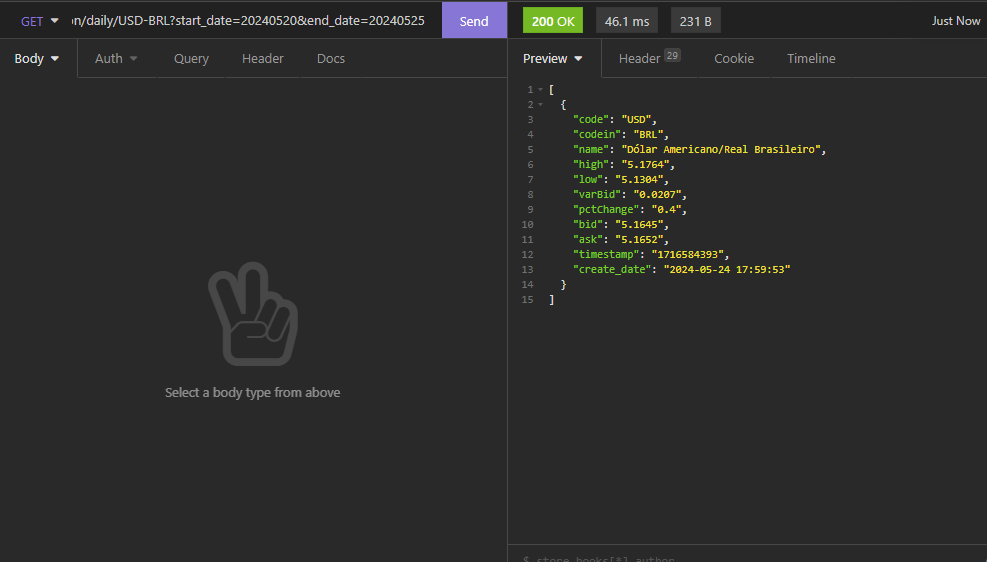 GET on/daily/USD-BRL?start_date=20240520&end_date=20240525 Send 200 OK 46.1 ms 231 B Just Now
Body Auth Query Header Docs Preview Header 29 Cookie Timeline
1 [
2 {
3 "code": "USD",
4 "codein": "BRL",
5 "name": "Dólar Americano/Real Brasileiro",
6 "high": "5.1764",
7 "low": "5.1304",
8 "varBid": "0.0207",
9 "pctChange": "0.4",
10 "bid": "5.1645",
11 "ask": "5.1652",
12 "timestamp": "1716584393",
13 "create_date": "2024-05-24 17:59:53"
14 }
15 ]
Select a body type from above
$ store.books[*].author